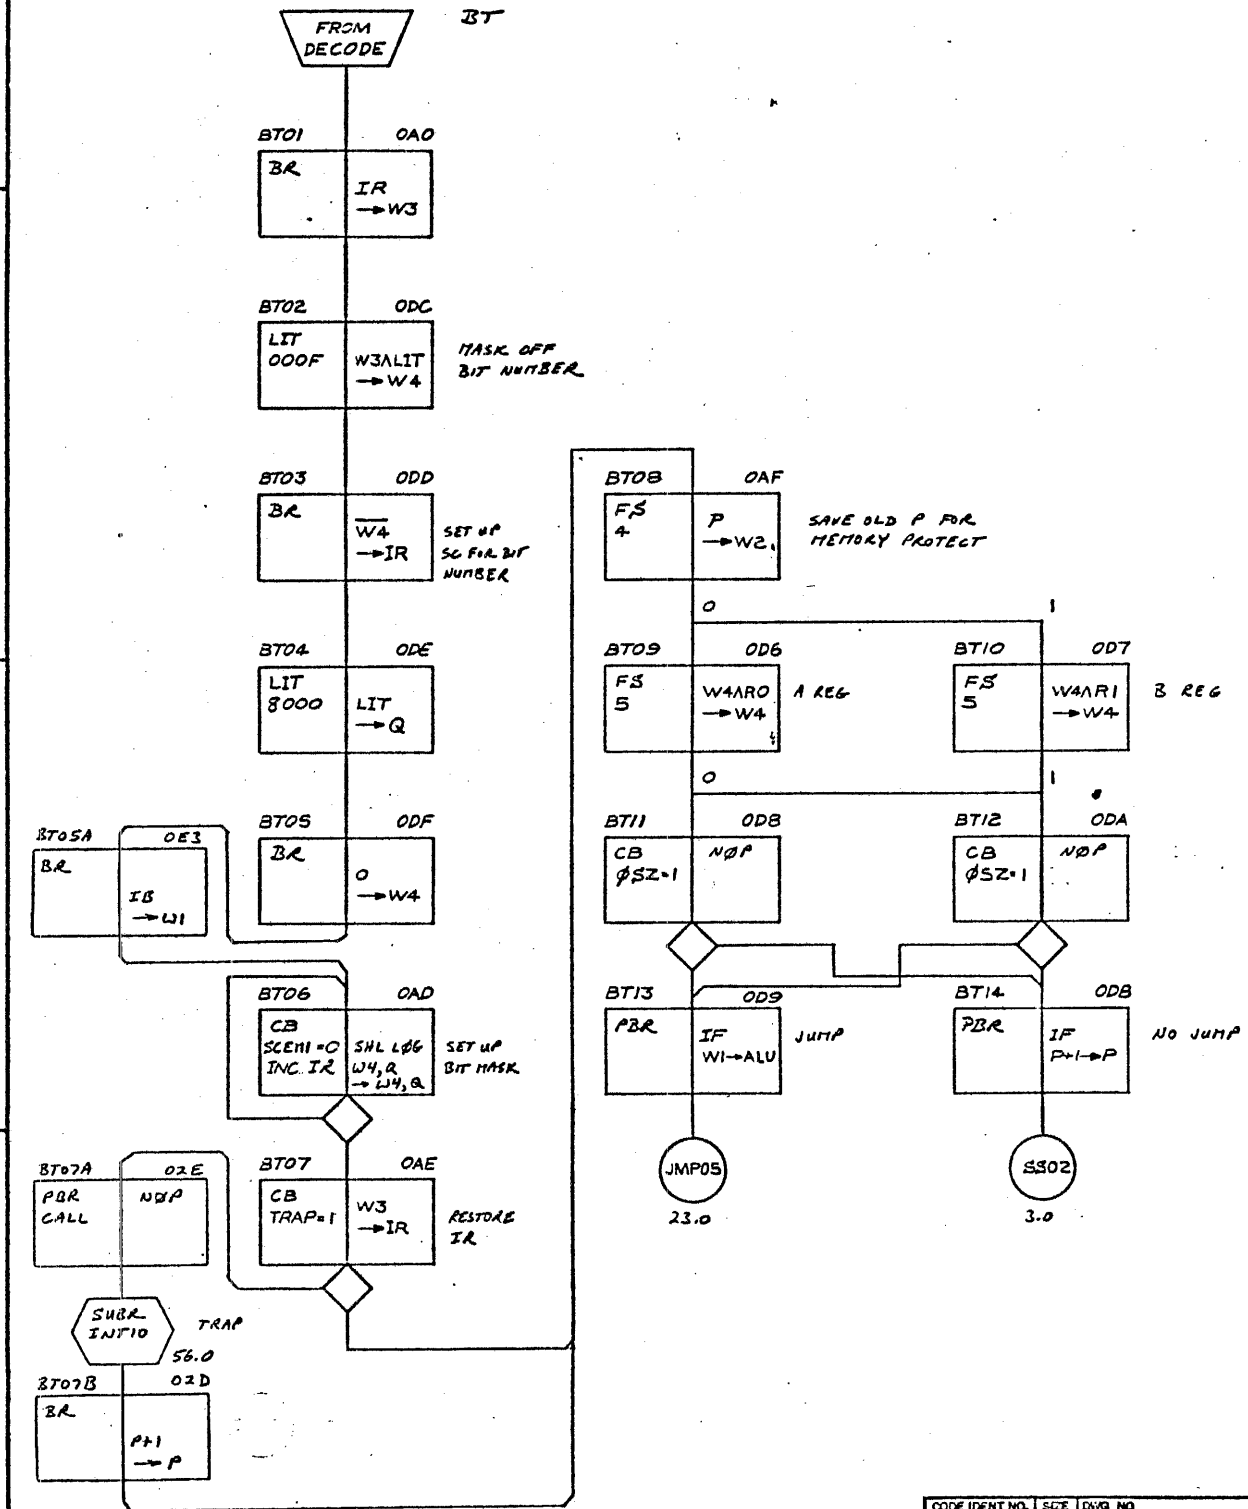 BT
FROM
DECODE
BT01 0A0
BR
IR
→W3
BT02 0DC
LIT
000F
W3∧LIT
→W4
MASK OFF
BIT NUMBER
BT03 0DD
BR
W̅4̅
→IR
SET UP
SC FOR BIT
NUMBER
BT04 0DE
LIT
8000
LIT
→Q
BT05 0DF
BR
0
→W4
BT05A 0E3
BR
IB
→W1
BT06 0AD
CB
SCEM1=0
INC. IR
SHL LØG
W4,Q
→W4,Q
SET UP
BIT MASK
BT07 0AE
CB
TRAP=1
W3
→IR
RESTORE
IR
BT07A 02E
PBR
CALL
NØP
SUBR
INT10
TRAP
56.0
BT07B 02D
BR
P+1
→P
BT08 0AF
FS
4
P
→W2
SAVE OLD P FOR
MEMORY PROTECT
0 1
BT09 0D6
FS
5
W4∧R0
→W4
A REG
BT10 0D7
FS
5
W4∧R1
→W4
B REG
0 1
BT11 0D8
CB
ØSZ=1
NØP
BT12 0DA
CB
ØSZ=1
NØP
BT13 0D9
PBR
IF
W1→ALU
JUMP
BT14 0DB
PBR
IF
P+1→P
NO JUMP
JMP05
23.0
SS02
3.0
CODE IDENT NO. SIZE DWG NO